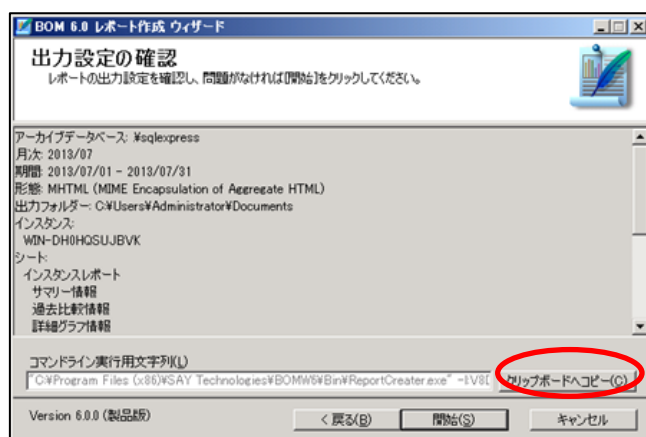 BOM 6.0 レポート作成 ウィザード
出力設定の確認
レポートの出力設定を確認し、問題がなければ[開始]をクリックしてください。
アーカイブデータベース: ¥sqlexpress
月次: 2013/07
期間: 2013/07/01 - 2013/07/31
形態: MHTML (MIME Encapsulation of Aggregate HTML)
出力フォルダー: C:¥Users¥Administrator¥Documents
インスタンス:
WIN-DH0HQSUJBVK
シート:
インスタンスレポート
サマリー情報
過去比較情報
詳細グラフ情報
コマンドライン実行用文字列(L)
"C:¥Program Files (x86)¥SAY Technologies¥BOMW6¥Bin¥ReportCreater.exe" クリップボードへコピー(C)
Version 6.0.0 (製品版) < 戻る(B) 開始(S) キャンセル